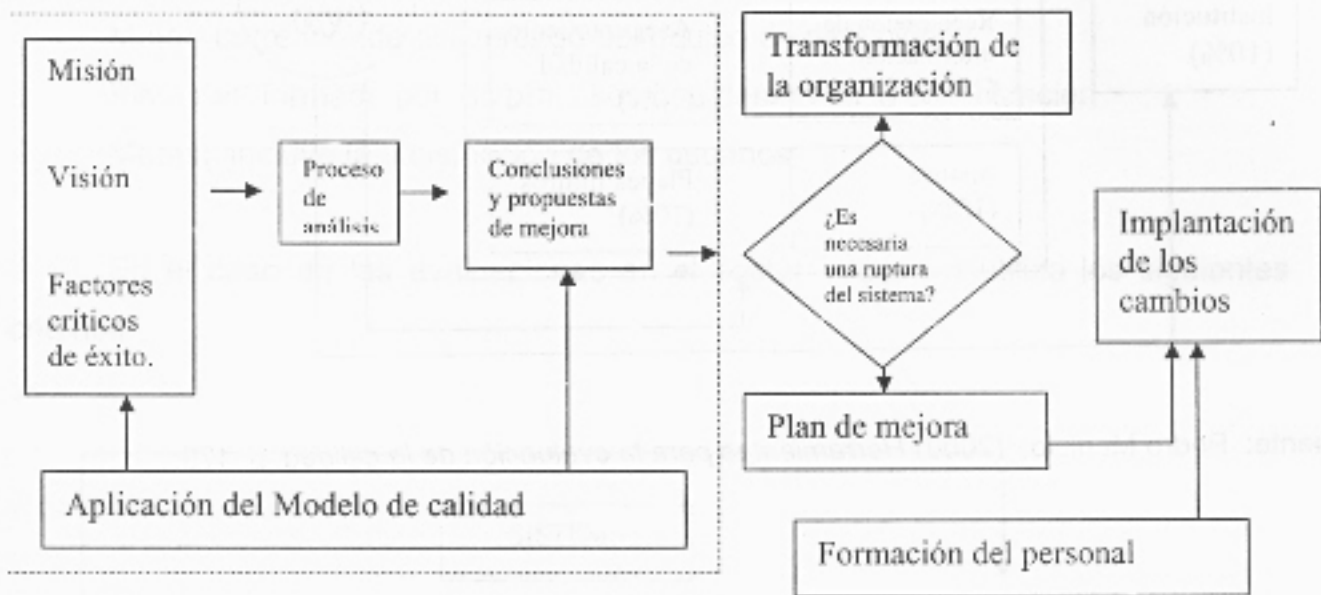 Misión
Visión
Factores
críticos
de éxito.
Proceso
de
análisis
Conclusiones
y propuestas
de mejora
Aplicación del Modelo de calidad
Transformación de
la organización
¿Es
necesaria
una ruptura
del sistema?
Plan de mejora
Formación del personal
Implantación
de los
cambios